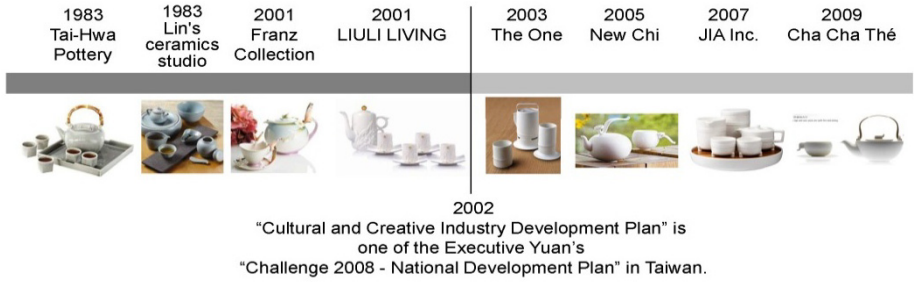 1983
Tai-Hwa
Pottery
1983
Lin's
ceramics
studio
2001
Franz
Collection
2001
LIULI LIVING
2003
The One
2005
New Chi
2007
JIA Inc.
2009
Cha Cha Thé
2002
“Cultural and Creative Industry Development Plan” is
one of the Executive Yuan’s
“Challenge 2008 - National Development Plan” in Taiwan.